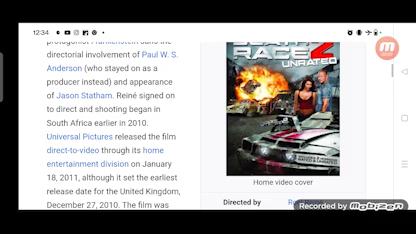 12:34
protagonist Frankenstein sans the
directorial involvement of Paul W. S.
Anderson (who stayed on as a
producer instead) and appearance
of Jason Statham. Reiné signed on
to direct and shooting began in
South Africa earlier in 2010.
Universal Pictures released the film
direct-to-video through its home
entertainment division on January
18, 2011, although it set the earliest
release date for the United Kingdom,
December 27, 2010. The film was
RACE 2
UNRATED
Home video cover
Directed by
Recorded by MOBIZEN